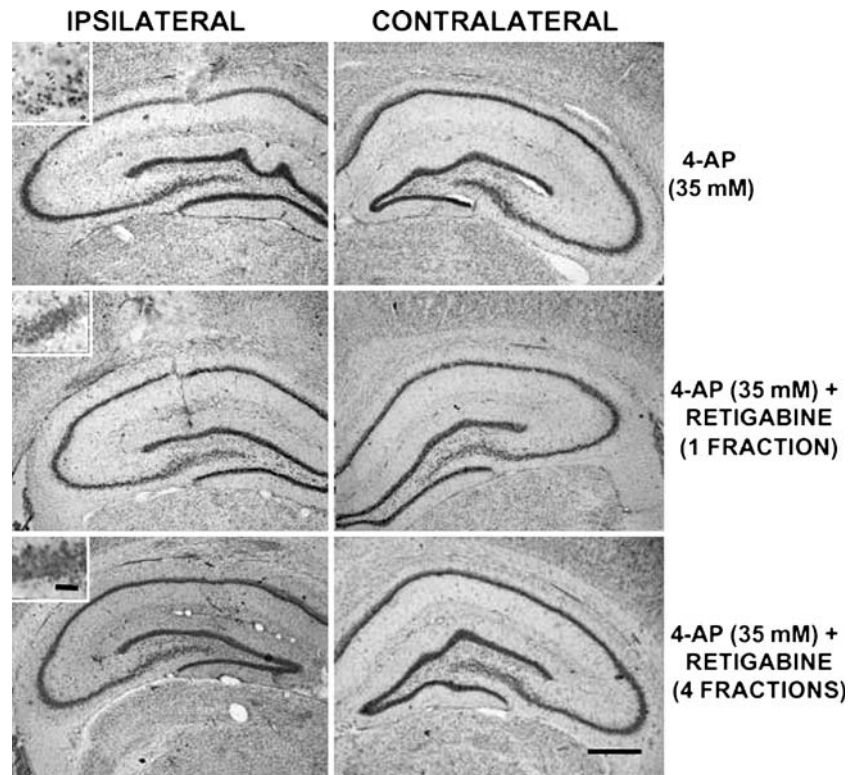 IPSILATERAL
CONTRALATERAL
4-AP
(35 mM)
4-AP (35 mM) +
RETIGABINE
(1 FRACTION)
4-AP (35 mM) +
RETIGABINE
(4 FRACTIONS)